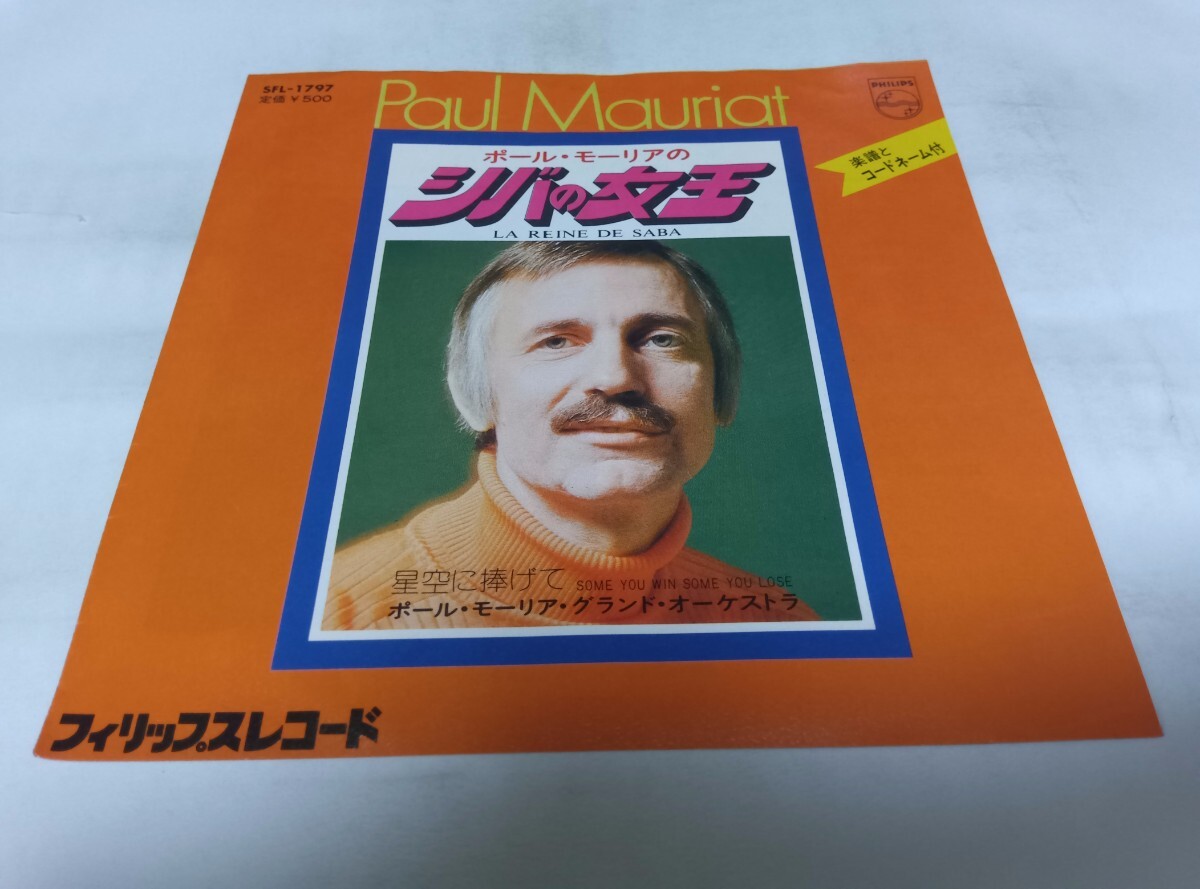 SFL-1797
定価 ¥500
Paul Mauriat
PHILIPS
楽譜と
コードネーム付
ポール・モーリアの
シバの女王
LA REINE DE SABA
星空に捧げて SOME YOU WIN SOME YOU LOSE
ポール・モーリア・グランド・オーケストラ
フィリップスレコード